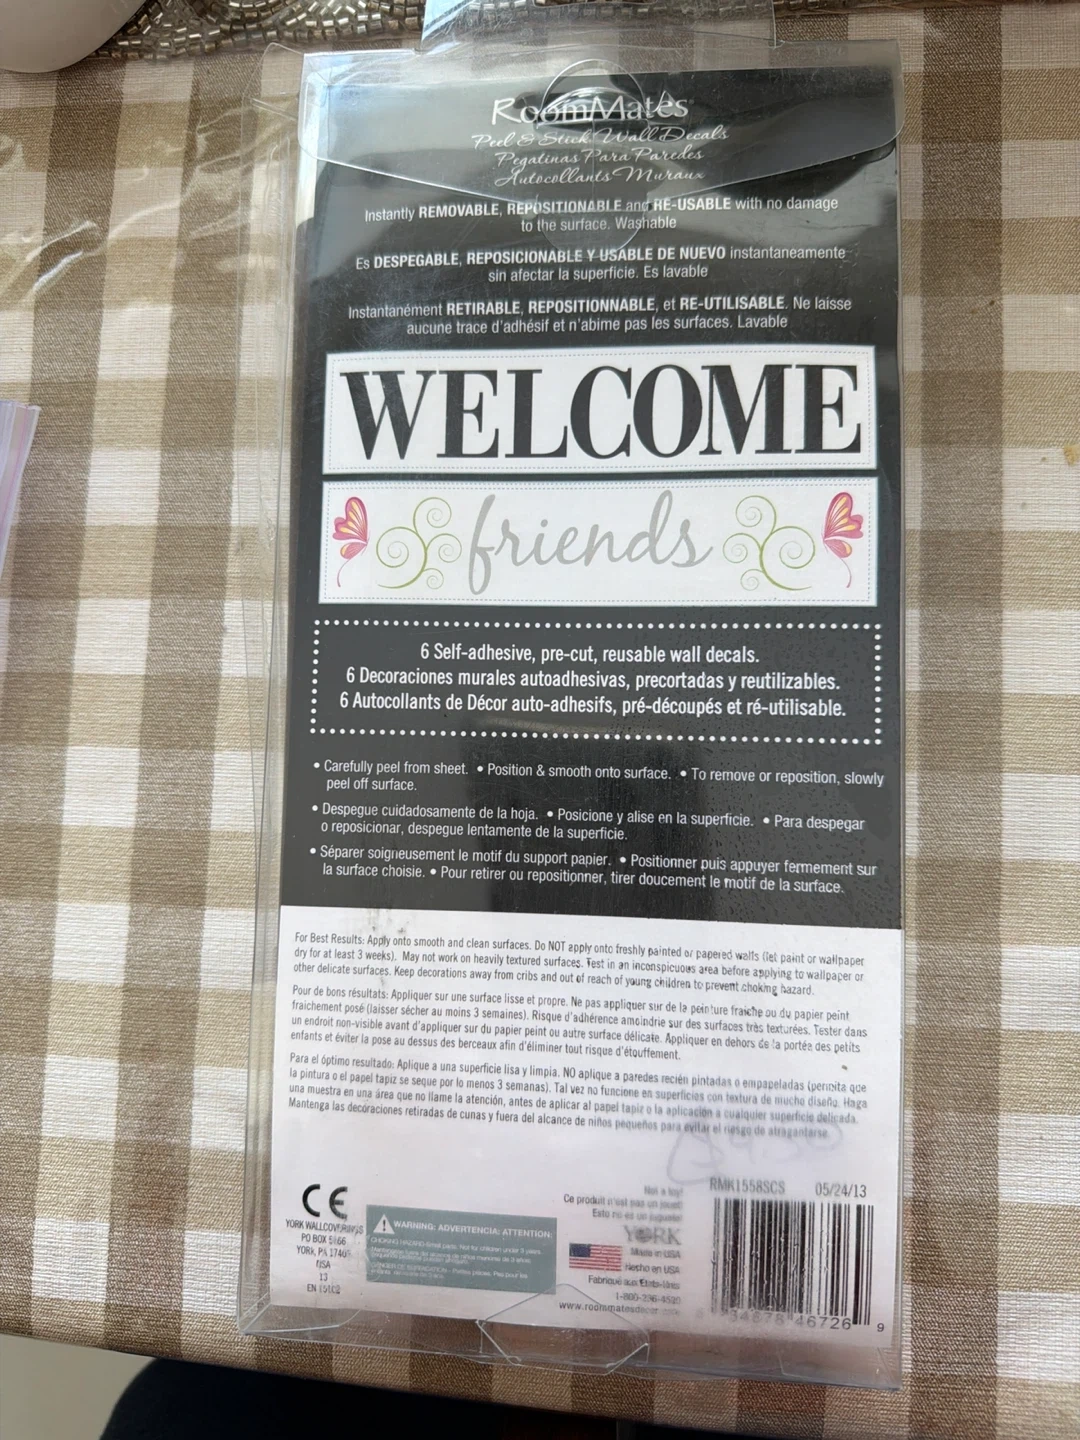 RoomMates
Peel & Stick Wall Decals
Pegatinas Para Paredes
Autocollants Muraux
Instantly REMOVABLE, REPOSITIONABLE and RE-USABLE with no damage
to the surface. Washable
Es DESPEGABLE, REPOSICIONABLE Y USABLE DE NUEVO instantaneamente
sin afectar la superficie. Es lavable
Instantanément RETIRABLE, REPOSITIONNABLE, et RE-UTILISABLE. Ne laisse
aucune trace d'adhésif et n'abime pas les surfaces. Lavable
WELCOME
friends
6 Self-adhesive, pre-cut, reusable wall decals.
6 Decoraciones murales autoadhesivas, precortadas y reutilizables.
6 Autocollants de Décor auto-adhesifs, pré-découpés et ré-utilisable.
• Carefully peel from sheet. • Position & smooth onto surface. • To remove or reposition, slowly
peel off surface.
• Despegue cuidadosamente de la hoja. • Posicione y alise en la superficie. • Para despegar
o reposicionar, despegue lentamente de la superficie.
• Séparer soigneusement le motif du support papier. • Positionner puis appuyer fermement sur
la surface choisie. • Pour retirer ou repositionner, tirer doucement le motif de la surface.
For Best Results: Apply onto smooth and clean surfaces. Do NOT apply onto freshly painted or papered walls (let paint or wallpaper
dry for at least 3 weeks). May not work on heavily textured surfaces. Test in an inconspicuous area before applying to wallpaper or
other delicate surfaces. Keep decorations away from cribs and out of reach of young children to prevent choking hazard.
Pour de bons résultats: Appliquer sur une surface lisse et propre. Ne pas appliquer sur de la peinture fraiche ou du papier peint
fraichement posé (laisser sécher au moins 3 semaines). Risque d'adhérence amoindrie sur des surfaces très texturées. Tester dans
un endroit non-visible avant d'appliquer sur du papier peint ou autre surface délicate. Appliquer en dehors de la portée des petits
enfants et éviter la pose au dessus des berceaux afin d'éliminer tout risque d'étouffement.
Para el óptimo resultado: Aplique a una superficie lisa y limpia. NO aplique a paredes recién pintadas o empapeladas (permita que
la pintura o el papel tapiz se seque por lo menos 3 semanas). Tal vez no funcione en superficies con textura de mucho diseño. Haga
una muestra en una área que no llame la atención, antes de aplicar al papel tapiz o la aplicación a cualquier superficie delicada.
Mantenga las decoraciones retiradas de cunas y fuera del alcance de niños pequeños para evitar el riesgo de atragantarse.
CE
YORK WALLCOVERINGS
PO BOX 5166
YORK, PA 17405
USA
13
EN 15102
WARNING: ADVERTENCIA: ATTENTION:
CHOKING HAZARD-Small parts. Not for children under 3 years.
Not a toy!
Ce produit n'est pas un jouet!
Esto no es un juguete!
YORK
Made in USA
Hecho en USA
Fabriqué aux États-Unis
1-800-
www.roommatesdecor
RMK1558SCS 05/24/13
34878 46726 9